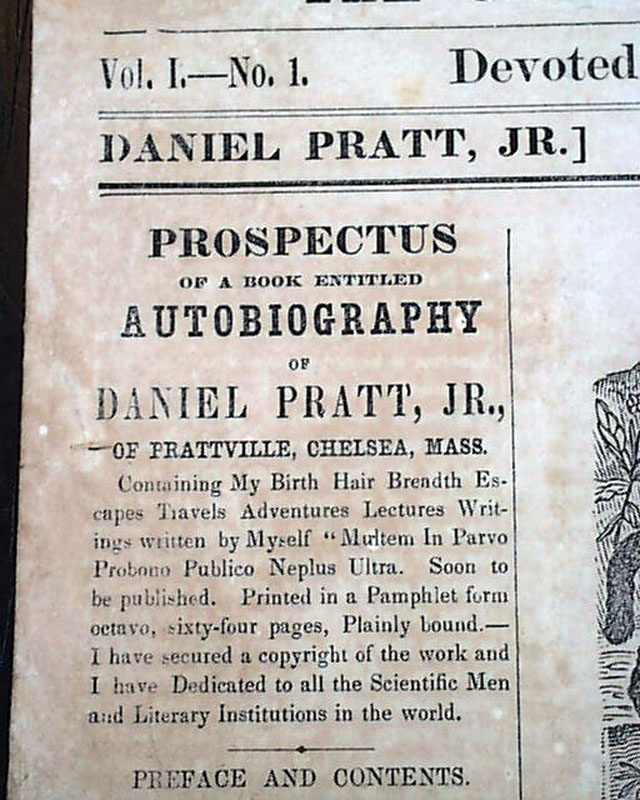 Vol. I.—No. 1. Devoted
DANIEL PRATT, JR.]
PROSPECTUS
OF A BOOK ENTITLED
AUTOBIOGRAPHY
OF
DANIEL PRATT, JR.,
OF PRATTVILLE, CHELSEA, MASS.
Containing My Birth Hair Brendth Es-
capes Travels Adventures Lectures Writ-
ings written by Myself “Multem In Parvo
Probono Publico Neplus Ultra. Soon to
be published. Printed in a Pamphlet form
octavo, sixty-four pages, Plainly bound.—
I have secured a copyright of the work and
I have Dedicated to all the Scientific Men
and Literary Institutions in the world.
PREFACE AND CONTENTS.